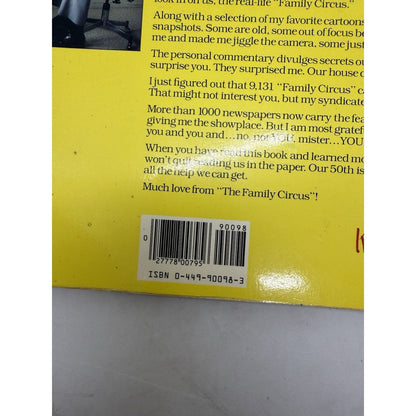 look in on us, the real-life "Family Circus."
Along with a selection of my favorite cartoons
snapshots. Some are old, some out of focus be
me and made me jiggle the camera, some just
The personal commentary divulges secrets ou
surprise you. They surprised me. Our house c
I just figured out that 9,131 "Family Circus" c
That might not interest you, but my syndicate
More than 1000 newspapers now carry the fea
giving me the showplace. But I am most gratef
you and you and...no, not you, mister...YOU
When you have read this book and learned mo
won't quit reading us in the paper. Our 50th is
all the help we can get.
Much love from "The Family Circus"!
90098
0
27778 00795
ISBN 0-449-90098-3